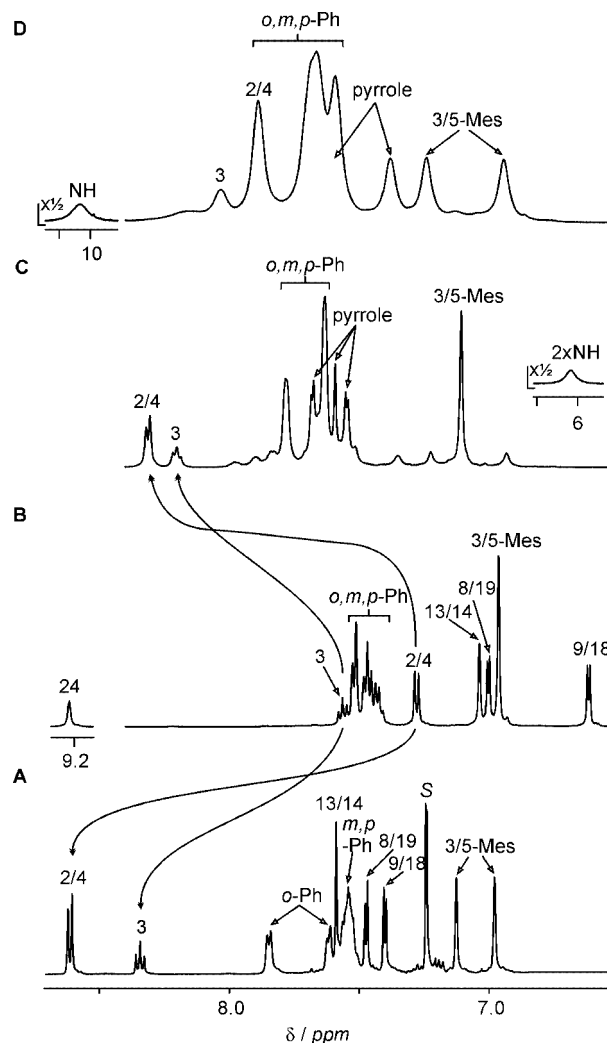 D
o,m,p-Ph
2/4
pyrrole
3/5-Mes
3
NH
x½
10
C
o,m,p-Ph
3/5-Mes
pyrrole
2xNH
x½
6
2/4
3
B
3/5-Mes
o,m,p-Ph
8/19
13/14
9/18
3
2/4
24
9.2
A
13/14
S
m,p
-Ph
8/19
9/18
3/5-Mes
2/4
o-Ph
3
8.0
7.0
δ / ppm